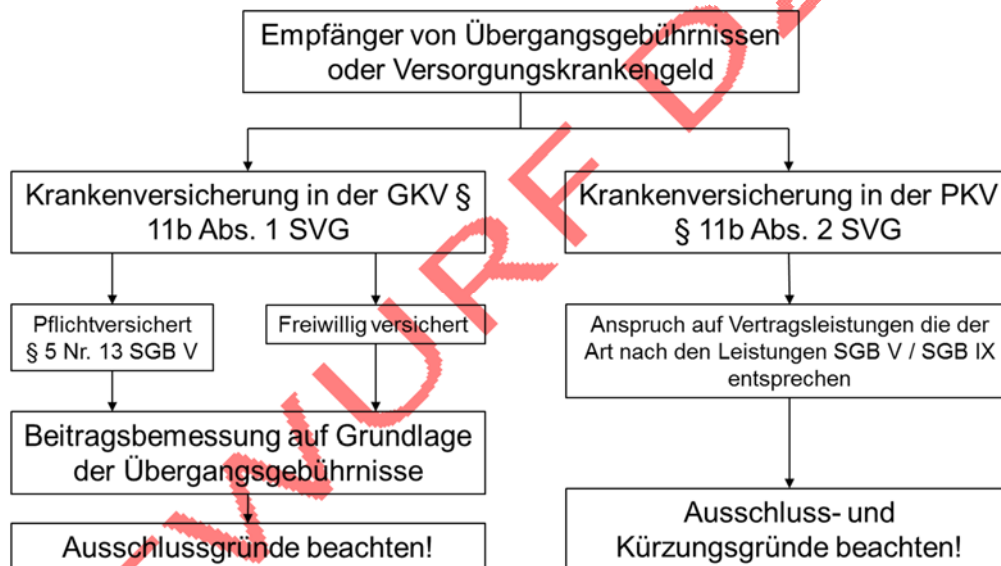 Empfänger von Übergangsgebührnissen
oder Versorgungskrankengeld
Krankenversicherung in der GKV §
11b Abs. 1 SVG
Krankenversicherung in der PKV
§ 11b Abs. 2 SVG
Pflichtversichert
§ 5 Nr. 13 SGB V
Freiwillig versichert
Anspruch auf Vertragsleistungen die der
Art nach den Leistungen SGB V / SGB IX
entsprechen
Beitragsbemessung auf Grundlage
der Übergangsgebührnisse
Ausschlussgründe beachten!
Ausschluss- und
Kürzungsgründe beachten!
WURF